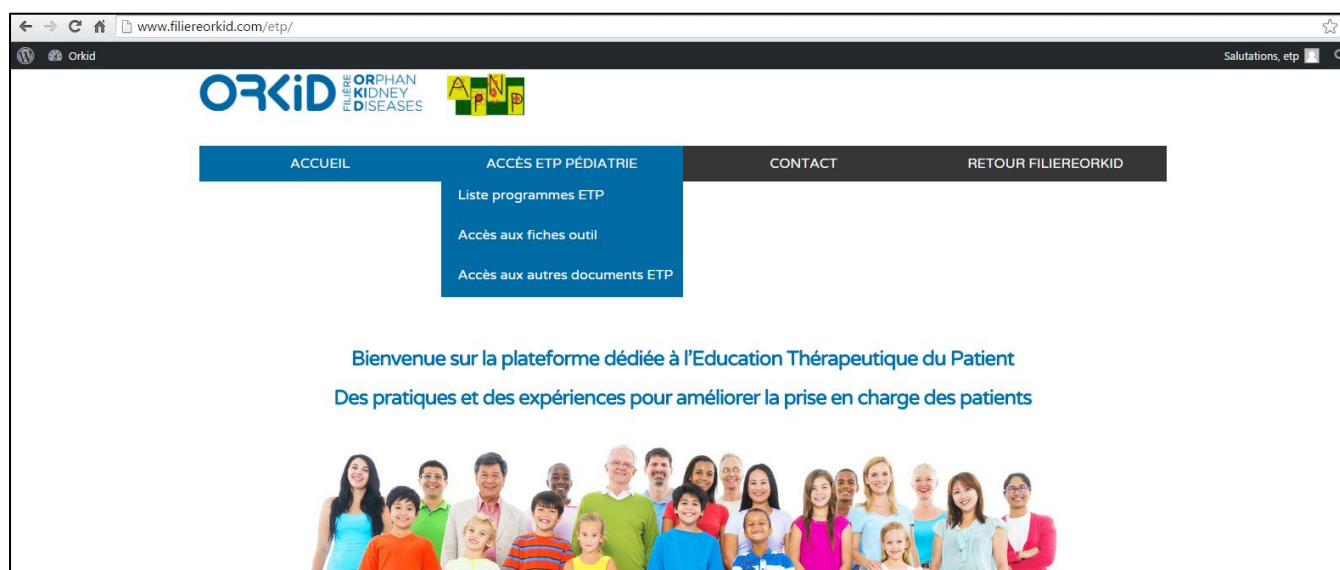 www.filiereorkid.com/etp/
Orkid
Salutations, etp
ORKiD FILIÈRE ORPHAN
KIDNEY
DISEASES
APNP
ACCUEIL
ACCÈS ETP PÉDIATRIE
CONTACT
RETOUR FILIEREORKID
Liste programmes ETP
Accès aux fiches outil
Accès aux autres documents ETP
Bienvenue sur la plateforme dédiée à l'Education Thérapeutique du Patient
Des pratiques et des expériences pour améliorer la prise en charge des patients